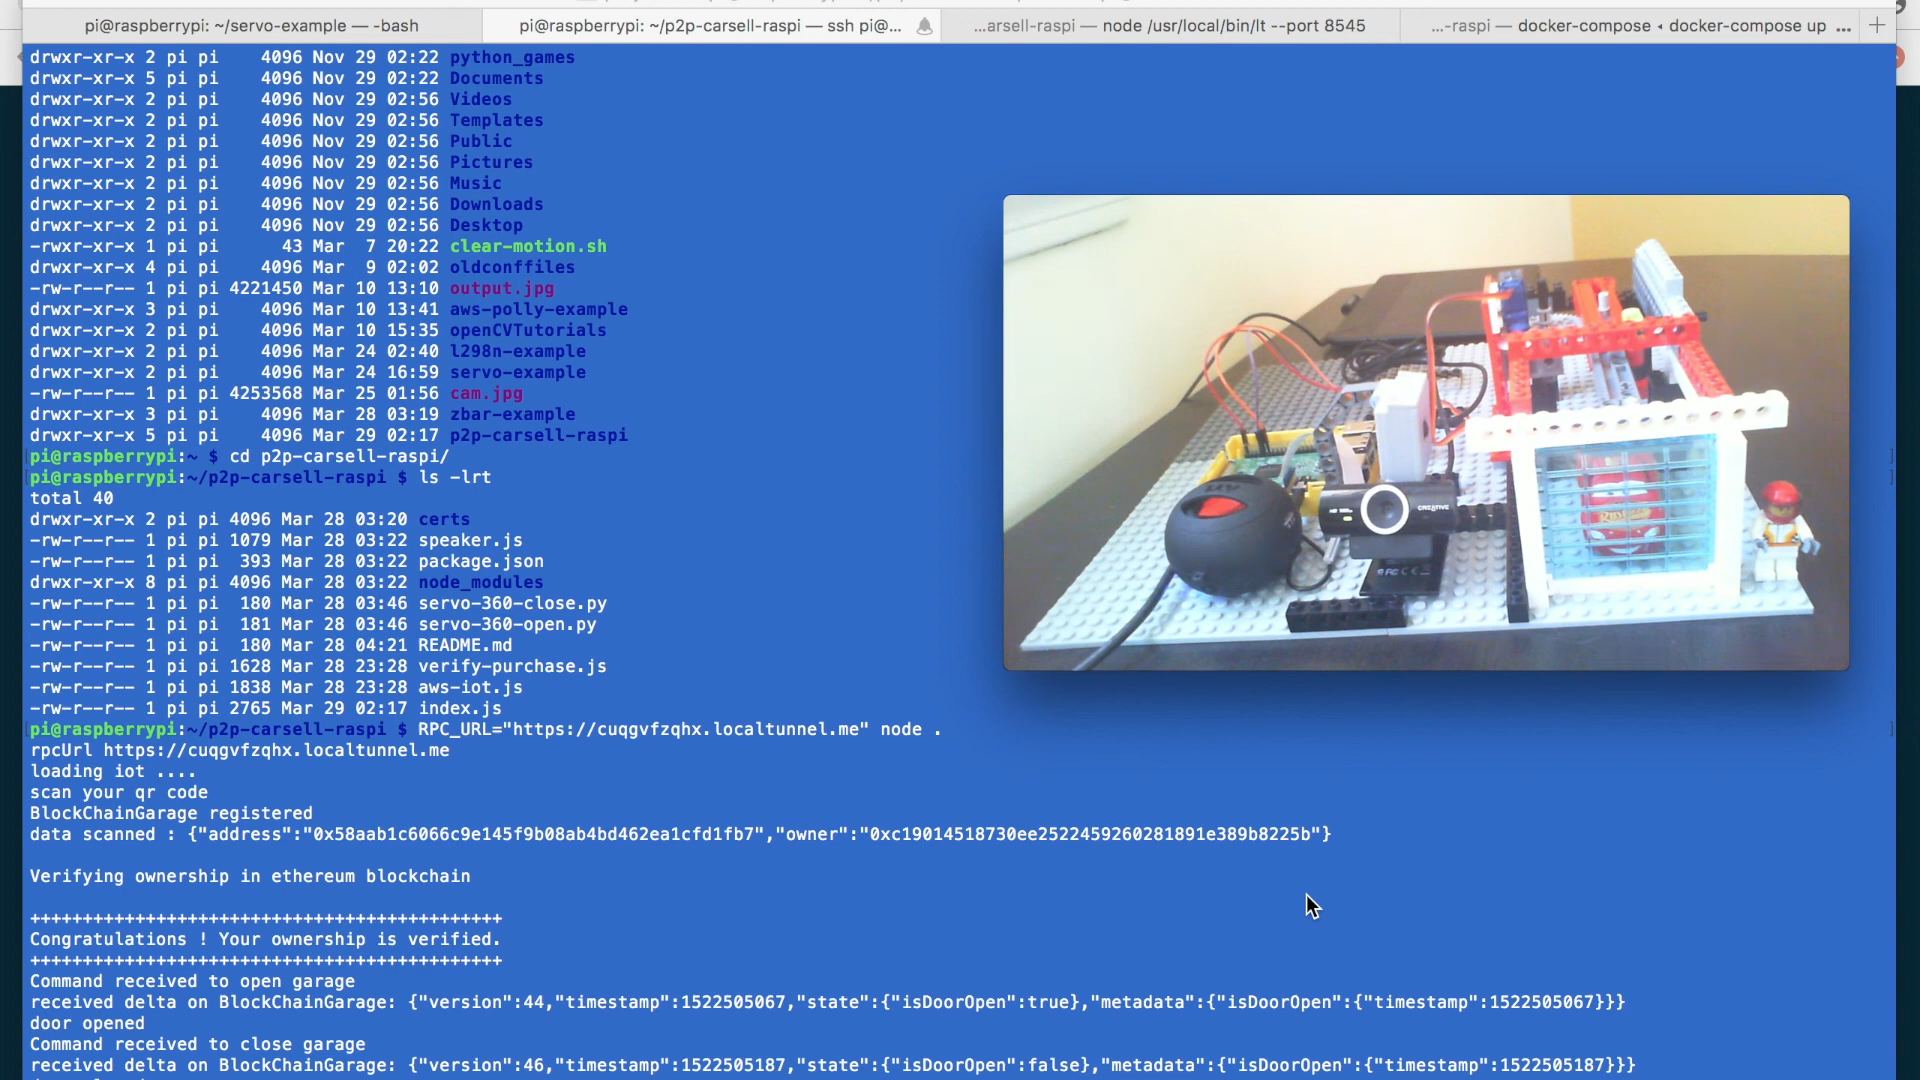 pi@raspberrypi: ~/servo-example — -bash
pi@raspberrypi: ~/p2p-carsell-raspi — ssh pi@...
...arsell-raspi — node /usr/local/bin/lt --port 8545
...-raspi — docker-compose ‹ docker-compose up ...
drwxr-xr-x 2 pi pi    4096 Nov 29 02:22 python_games
drwxr-xr-x 5 pi pi    4096 Nov 29 02:22 Documents
drwxr-xr-x 2 pi pi    4096 Nov 29 02:56 Videos
drwxr-xr-x 2 pi pi    4096 Nov 29 02:56 Templates
drwxr-xr-x 2 pi pi    4096 Nov 29 02:56 Public
drwxr-xr-x 2 pi pi    4096 Nov 29 02:56 Pictures
drwxr-xr-x 2 pi pi    4096 Nov 29 02:56 Music
drwxr-xr-x 2 pi pi    4096 Nov 29 02:56 Downloads
drwxr-xr-x 2 pi pi    4096 Nov 29 02:56 Desktop
-rwxr-xr-x 1 pi pi      43 Mar  7 20:22 clear-motion.sh
drwxr-xr-x 4 pi pi    4096 Mar  9 02:02 oldconffiles
-rw-r--r-- 1 pi pi 4221450 Mar 10 13:10 output.jpg
drwxr-xr-x 3 pi pi    4096 Mar 10 13:41 aws-polly-example
drwxr-xr-x 2 pi pi    4096 Mar 10 15:35 openCVTutorials
drwxr-xr-x 2 pi pi    4096 Mar 24 02:40 l298n-example
drwxr-xr-x 2 pi pi    4096 Mar 24 16:59 servo-example
-rw-r--r-- 1 pi pi 4253568 Mar 25 01:56 cam.jpg
drwxr-xr-x 3 pi pi    4096 Mar 28 03:19 zbar-example
drwxr-xr-x 5 pi pi    4096 Mar 29 02:17 p2p-carsell-raspi
pi@raspberrypi:~ $ cd p2p-carsell-raspi/
pi@raspberrypi:~/p2p-carsell-raspi $ ls -lrt
total 40
drwxr-xr-x 2 pi pi 4096 Mar 28 03:20 certs
-rw-r--r-- 1 pi pi 1079 Mar 28 03:22 speaker.js
-rw-r--r-- 1 pi pi  393 Mar 28 03:22 package.json
drwxr-xr-x 8 pi pi 4096 Mar 28 03:22 node_modules
-rw-r--r-- 1 pi pi  180 Mar 28 03:46 servo-360-close.py
-rw-r--r-- 1 pi pi  181 Mar 28 03:46 servo-360-open.py
-rw-r--r-- 1 pi pi  180 Mar 28 04:21 README.md
-rw-r--r-- 1 pi pi 1628 Mar 28 23:28 verify-purchase.js
-rw-r--r-- 1 pi pi 1838 Mar 28 23:28 aws-iot.js
-rw-r--r-- 1 pi pi 2765 Mar 29 02:17 index.js
pi@raspberrypi:~/p2p-carsell-raspi $ RPC_URL="https://cuqgvfzqhx.localtunnel.me" node .
rpcUrl https://cuqgvfzqhx.localtunnel.me
loading iot ....
scan your qr code
BlockChainGarage registered
data scanned : {"address":"0x58aab1c6066c9e145f9b08ab4bd462ea1cfd1fb7","owner":"0xc19014518730ee2522459260281891e389b8225b"}
Verifying ownership in ethereum blockchain
+++++++++++++++++++++++++++++++++++++++++++++
Congratulations ! Your ownership is verified.
+++++++++++++++++++++++++++++++++++++++++++++
Command received to open garage
received delta on BlockChainGarage: {"version":44,"timestamp":1522505067,"state":{"isDoorOpen":true},"metadata":{"isDoorOpen":{"timestamp":1522505067}}}
door opened
Command received to close garage
received delta on BlockChainGarage: {"version":46,"timestamp":1522505187,"state":{"isDoorOpen":false},"metadata":{"isDoorOpen":{"timestamp":1522505187}}}
CREATIVE